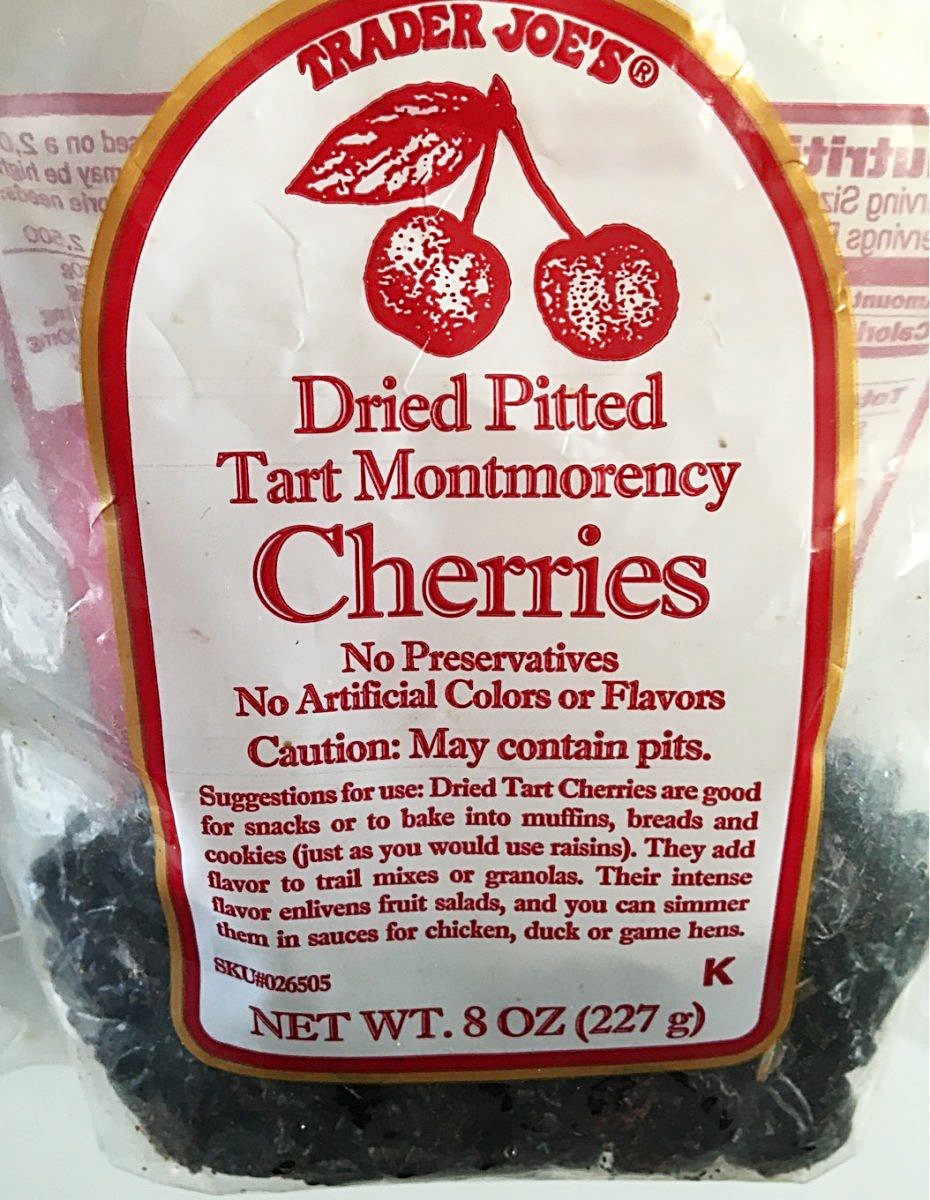 TRADER JOE'S®
Dried Pitted
Tart Montmorency
Cherries
No Preservatives
No Artificial Colors or Flavors
Caution: May contain pits.
Suggestions for use: Dried Tart Cherries are good
for snacks or to bake into muffins, breads and
cookies (just as you would use raisins). They add
flavor to trail mixes or granolas. Their intense
flavor enlivens fruit salads, and you can simmer
them in sauces for chicken, duck or game hens.
SKU#026505
K
NET WT. 8 OZ (227 g)